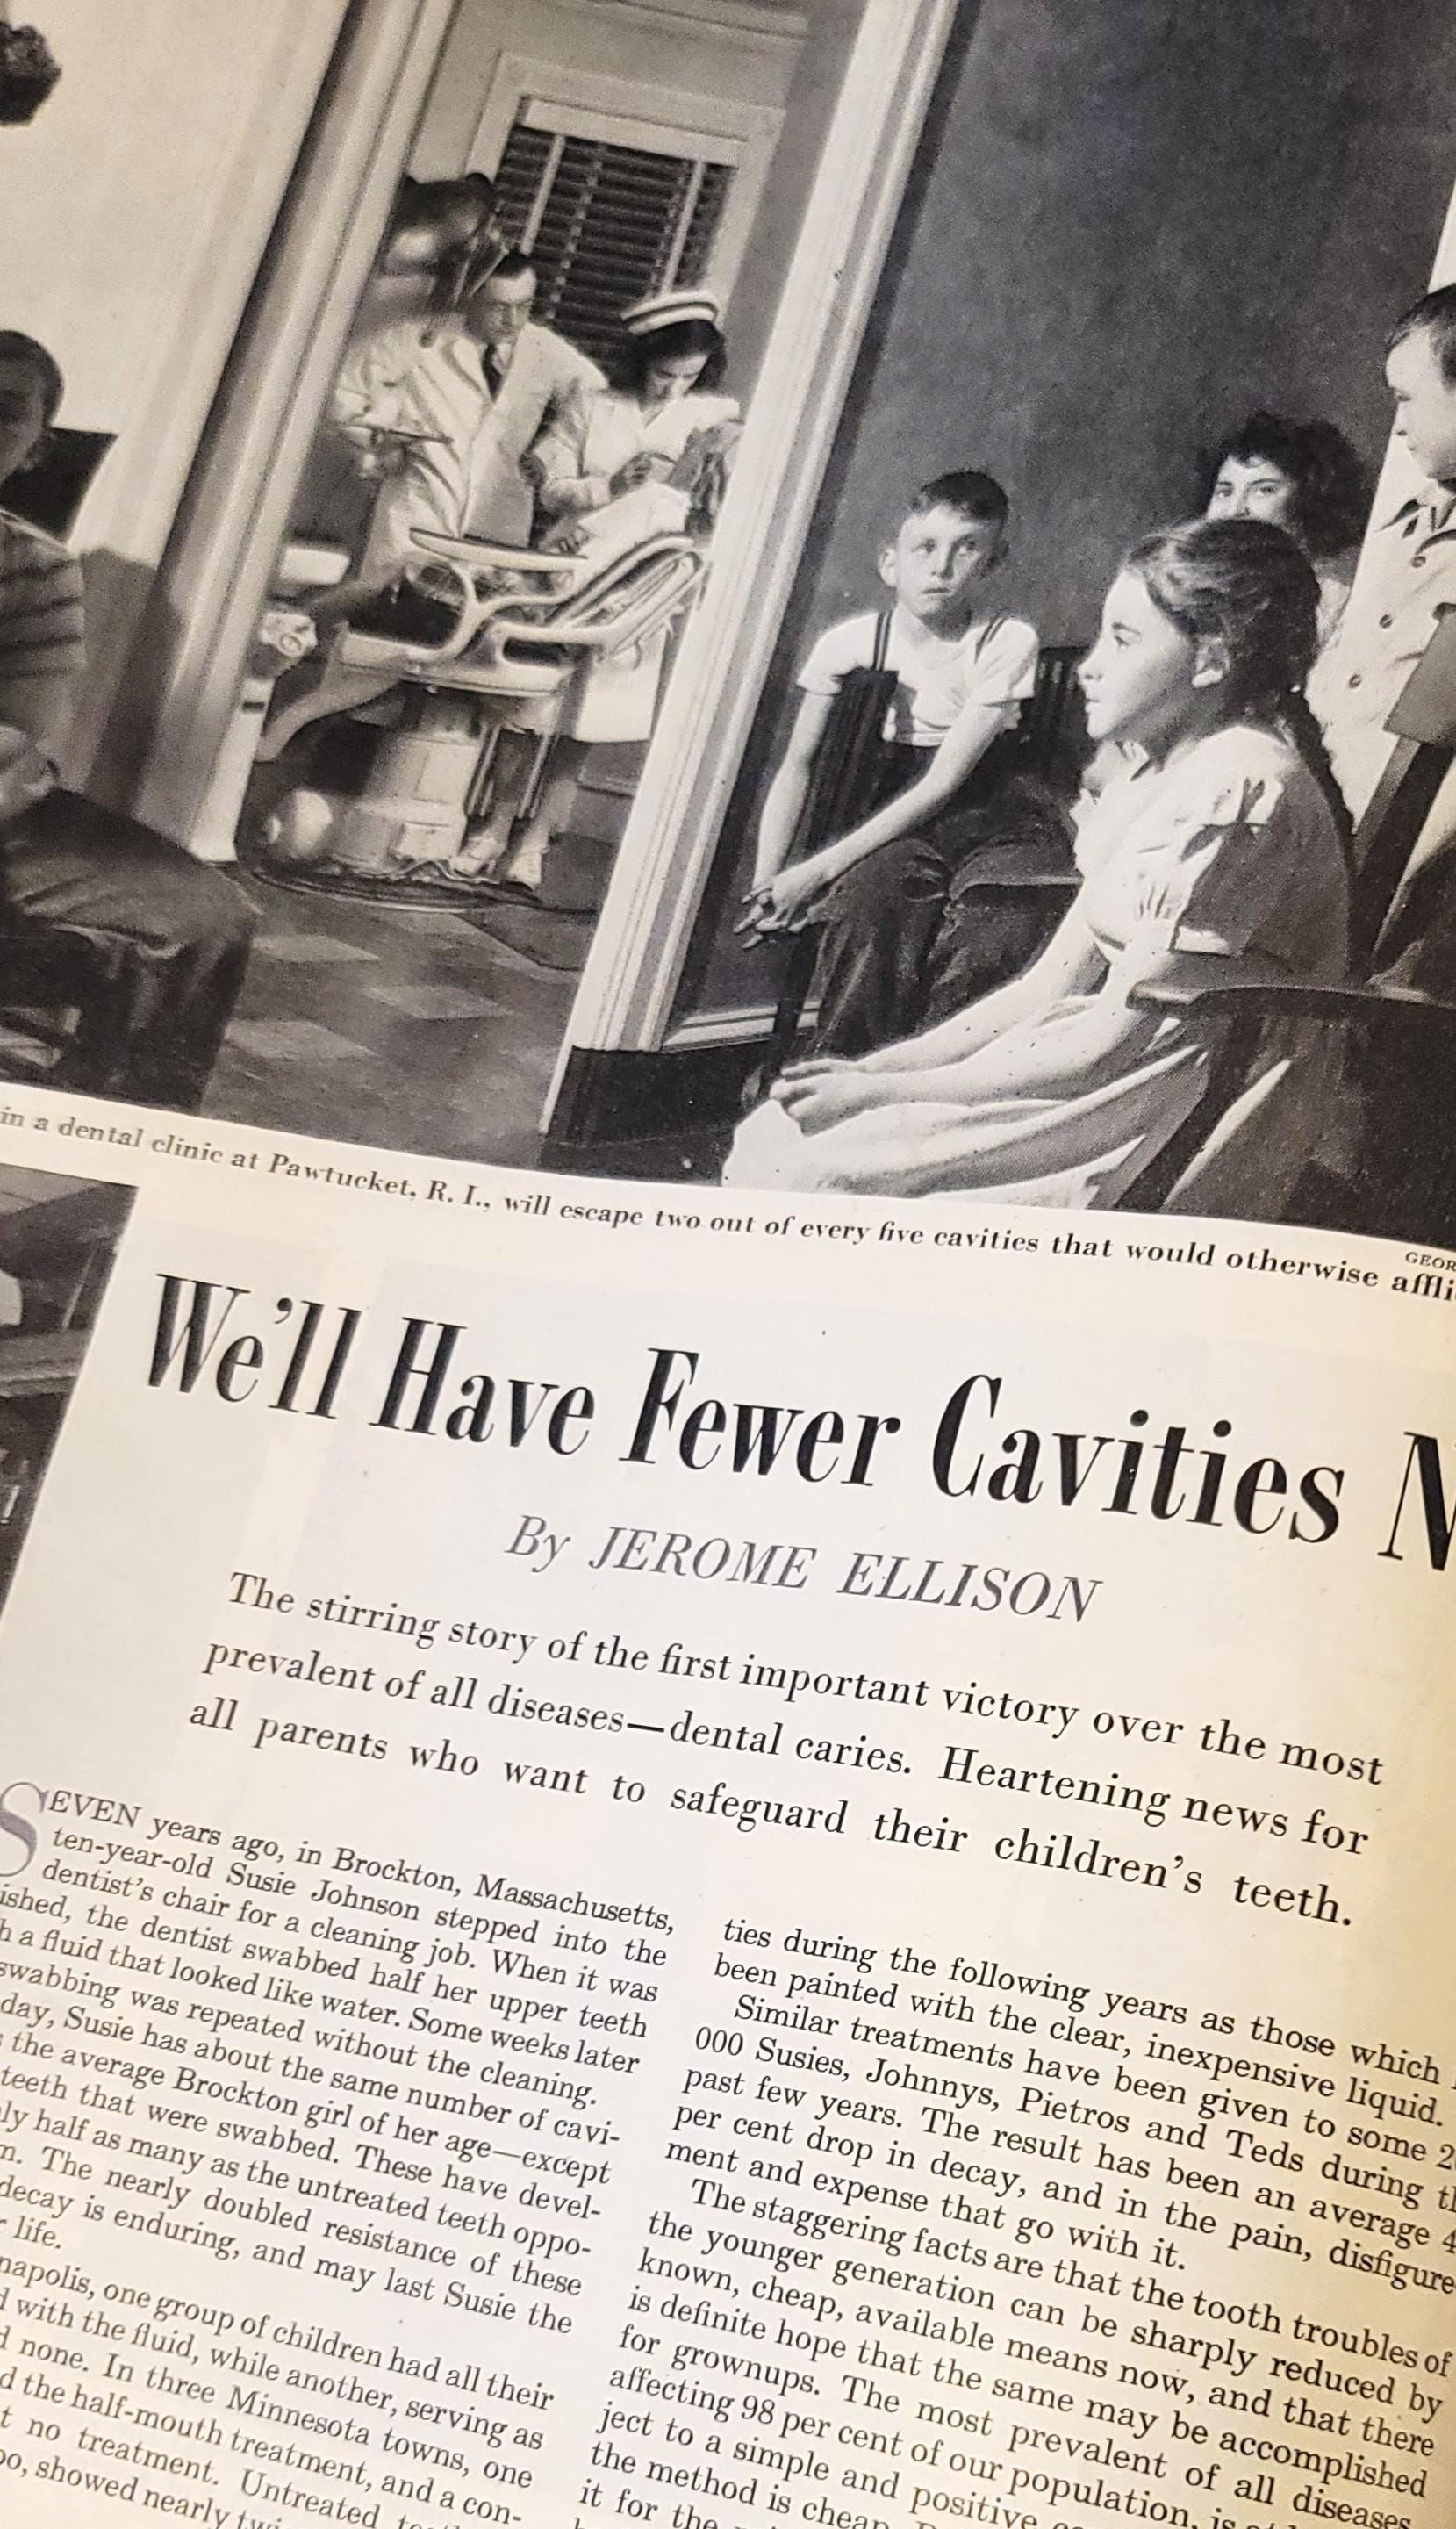 in a dental clinic at Pawtucket, R. I., will escape two out of every five cavities that would otherwise
We'll Have Fewer Cavities
By JEROME ELLISON
The stirring story of the first important victory over the most
prevalent of all diseases—dental caries. Heartening news for
all parents who want to safeguard their children's teeth.
SEVEN years ago, in Brockton, Massachusetts,
ten-year-old Susie Johnson stepped into the
dentist's chair for a cleaning job. When it was
the dentist swabbed half her upper teeth
a fluid that looked like water. Some weeks later
swabbing was repeated without the cleaning.
day, Susie has about the same number of cavi-
the average Brockton girl of her age—except
teeth that were swabbed. These have devel-
half as many as the untreated teeth oppo-
The nearly doubled resistance of these
decay is enduring, and may last Susie the
life.
one group of children had all their
with the fluid, while another, serving as
none. In three Minnesota towns, one
the half-mouth treatment, and a con-
no treatment. Untreated
showed nearly
ties during the following years as those which
been painted with the clear, inexpensive liquid.
Similar treatments have been given to some
000 Susies, Johnnys, Pietros and Teds during
past few years. The result has been an average
per cent drop in decay, and in the pain, disfigure-
ment and expense that go with it.
The staggering facts are that the tooth troubles of
the younger generation can be sharply reduced by
known, cheap, available means now, and that there
is definite hope that the same may be accomplished
for grownups. The most prevalent of all diseases,
affecting 98 per cent of our population, is
ject to a simple and positive
the method is cheap.
it for the